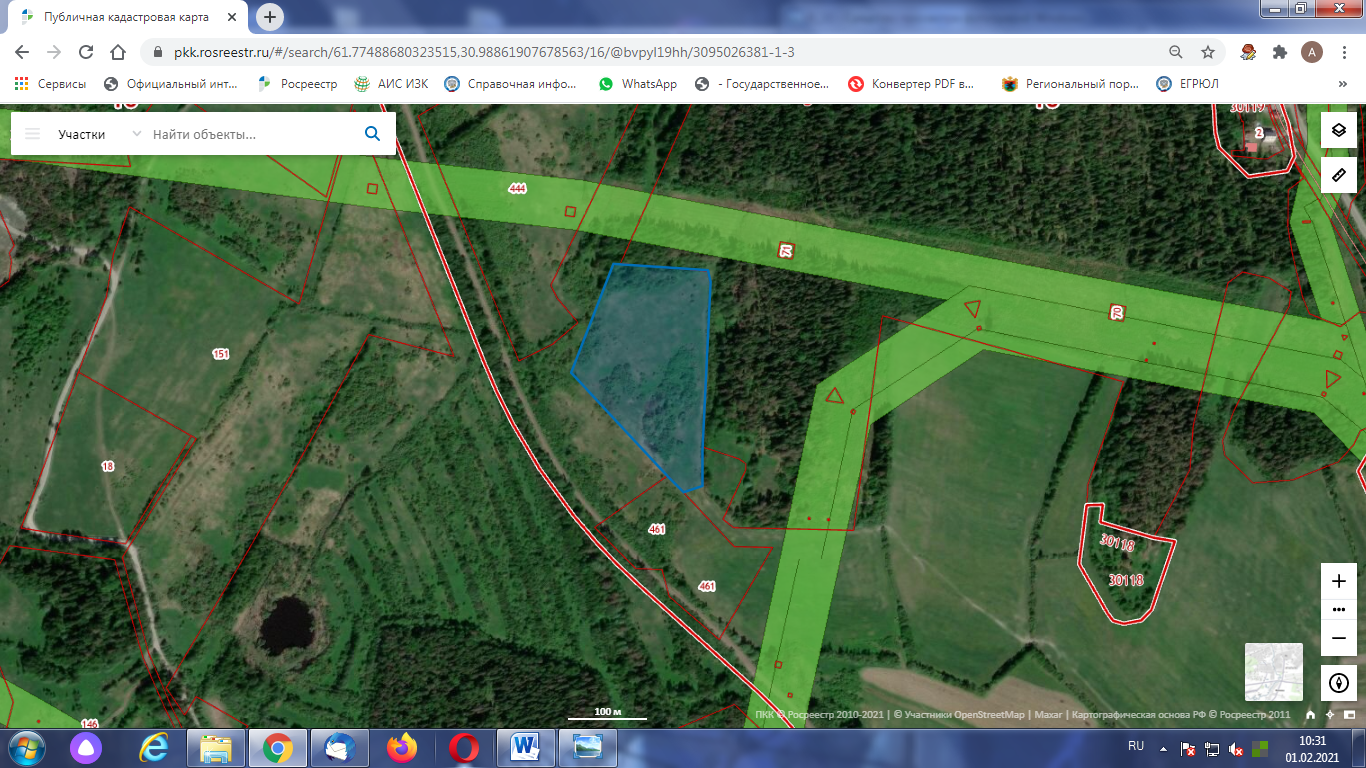 Публичная кадастровая карта
pkk.rosreestr.ru/#/search/61.77488680323515,30.98861907678563/16/@bvpyl19hh/3095026381-1-3
A
Сервисы Официальный инт... Росреестр АИС ИЗК Справочная инфо... WhatsApp - Государственное... Конвертер PDF в... Региональный пор... ЕГРЮЛ »
Участки Найти объекты...
30119
2
444
151
18
461
461
30118
30118
146
100 м
ПКК © Росреестр 2010-2021 | © Участники OpenStreetMap | Maxar | Картографическая основа РФ © Росреестр 2011
RU
10:31
01.02.2021